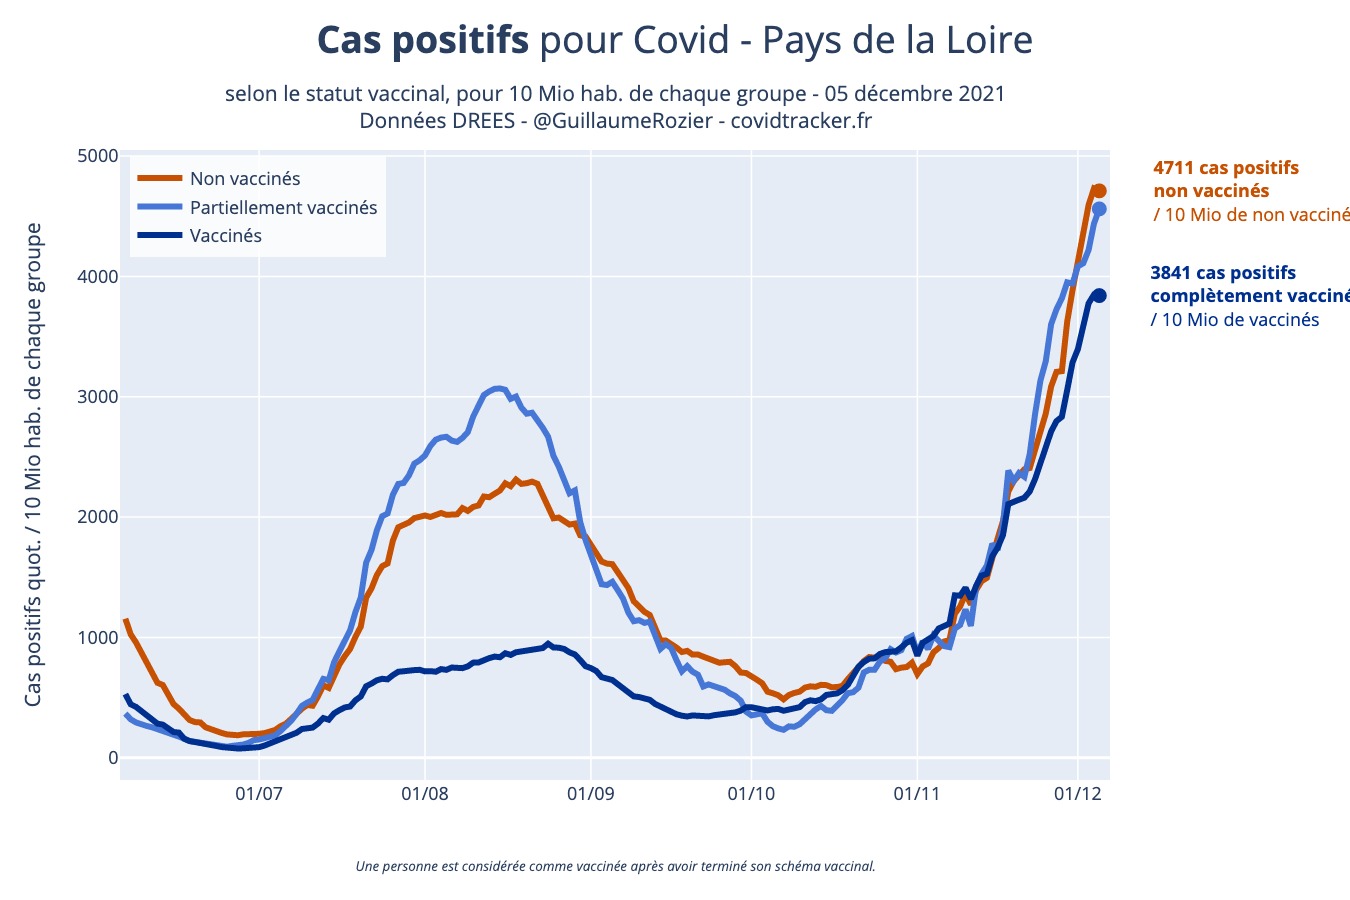 Cas positifs pour Covid - Pays de la Loire
selon le statut vaccinal, pour 10 Mio hab. de chaque groupe - 05 décembre 2021
Données DREES - @GuillaumeRozier - covidtracker.fr
Cas positifs quot. / 10 Mio hab. de chaque groupe
5000
4000
3000
2000
1000
0
Non vaccinés
Partiellement vaccinés
Vaccinés
4711 cas positifs
non vaccinés
/ 10 Mio de non vacciné
3841 cas positifs
complètement vacciné
/ 10 Mio de vaccinés
01/07
01/08
01/09
01/10
01/11
01/12
Une personne est considérée comme vaccinée après avoir terminé son schéma vaccinal.